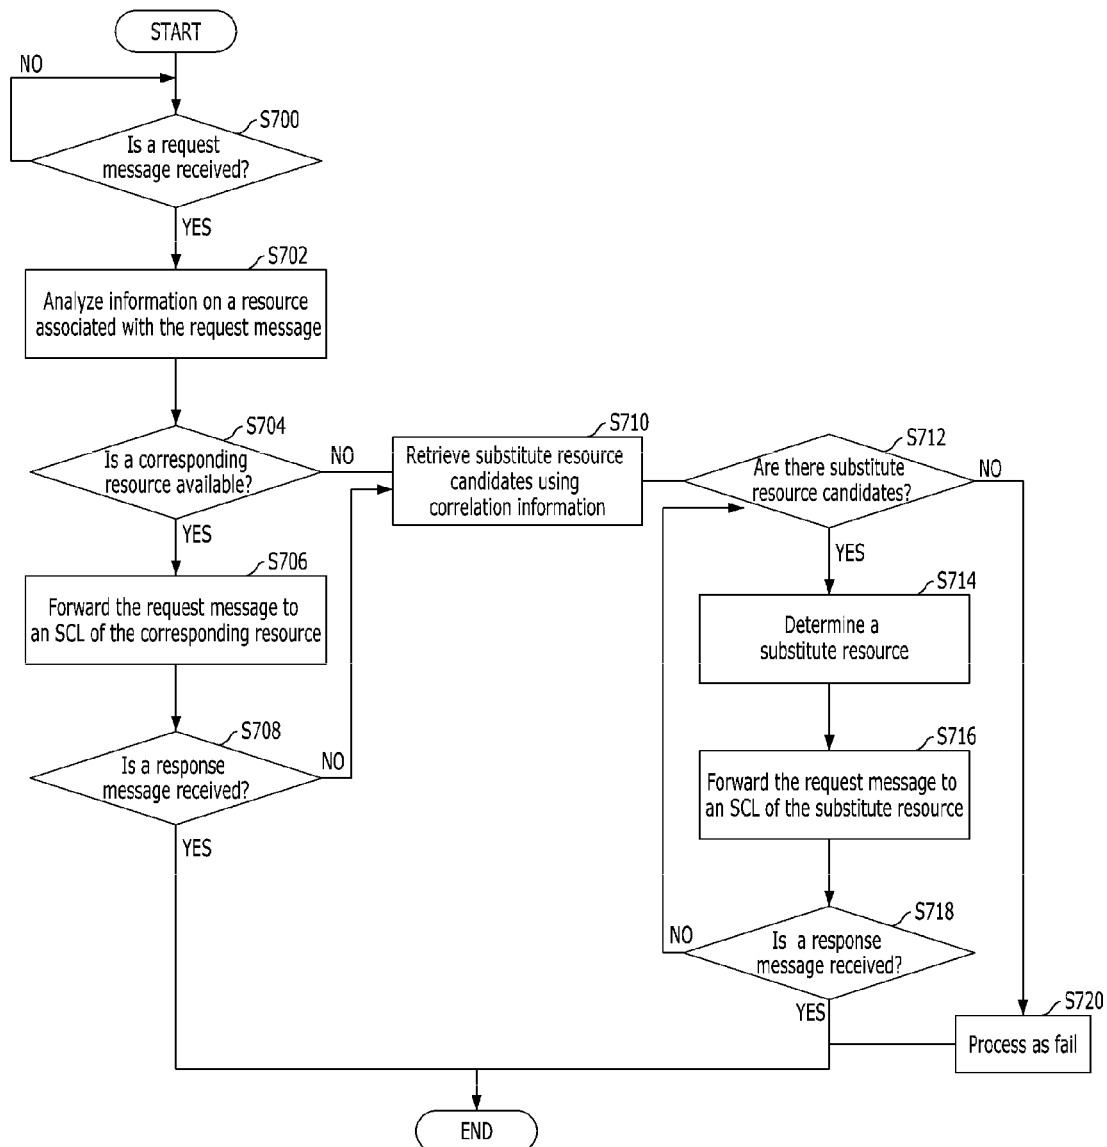 START
NO
S700
Is a request
message received?
YES
S702
Analyze information on a resource
associated with the request message
S704
Is a corresponding
resource available?
NO
YES
S706
Forward the request message to
an SCL of the corresponding resource
S708
Is a response
message received?
NO
YES
S710
Retrieve substitute resource
candidates using
correlation information
S712
Are there substitute
resource candidates?
NO
YES
S714
Determine a
substitute resource
S716
Forward the request message to
an SCL of the substitute resource
S718
Is a response
message received?
NO
YES
S720
Process as fail
END